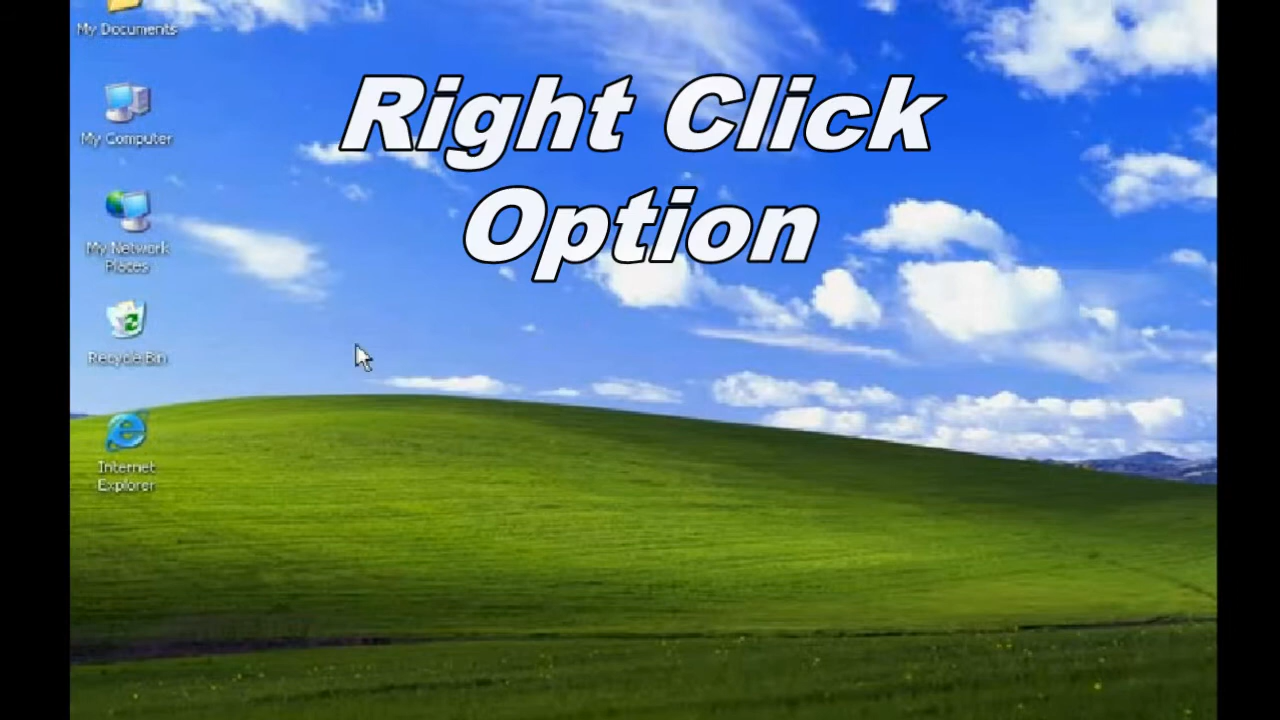 My Documents
Right Click
Option
My Computer
My Network
Places
Recycle Bin
Internet
Explorer